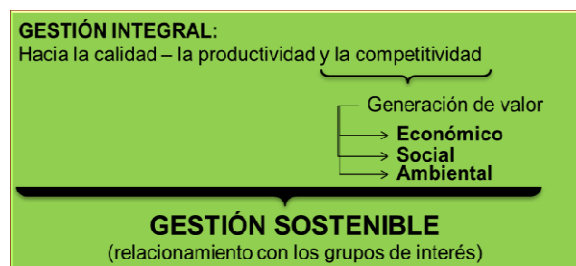 GESTIÓN INTEGRAL:
Hacia la calidad – la productividad y la competitividad
Generación de valor
Económico
Social
Ambiental
GESTIÓN SOSTENIBLE
(relacionamiento con los grupos de interés)